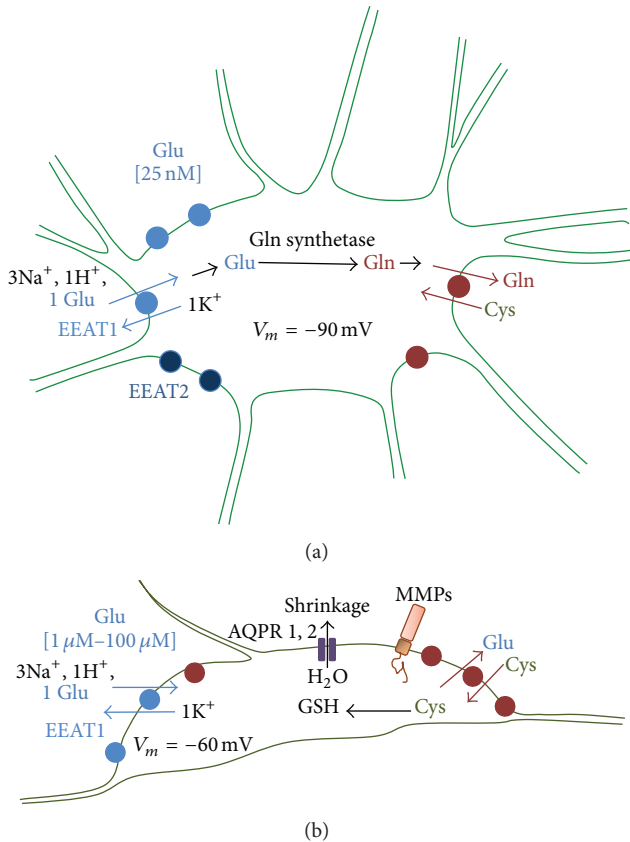 Glu
[25 nM]
Gln synthetase
3Na⁺, 1H⁺,
1 Glu
Glu
Gln
Gln
EEAT1
1K⁺
Cys
Vₘ = −90 mV
EEAT2
(a)
Glu
[1 μM–100 μM]
Shrinkage
MMPs
AQPR 1, 2
Glu
3Na⁺, 1H⁺,
1 Glu
H₂O
Cys
EEAT1
1K⁺
GSH
Cys
Vₘ = −60 mV
(b)